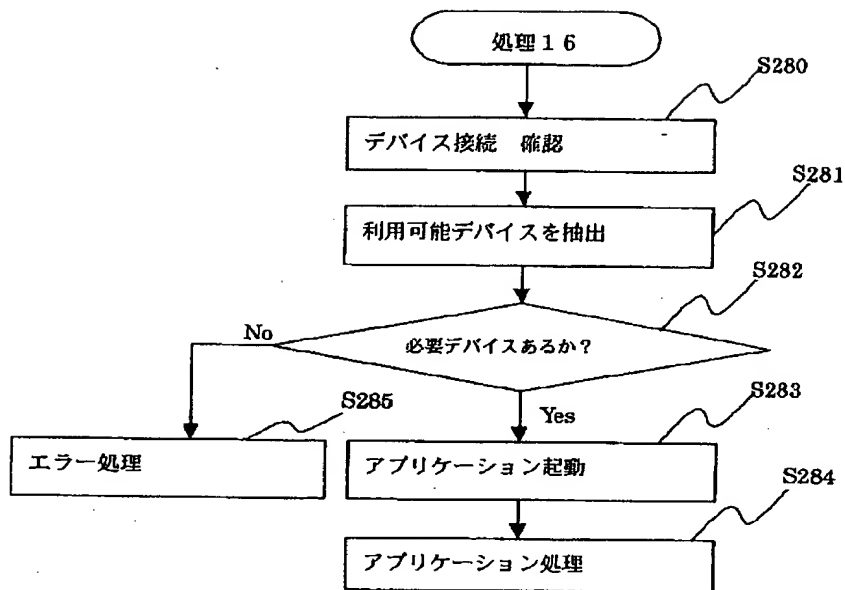 処理16
S280
デバイス接続　確認
S281
利用可能デバイスを抽出
S282
No
必要デバイスあるか?
S285
Yes
S283
エラー処理
アプリケーション起動
S284
アプリケーション処理